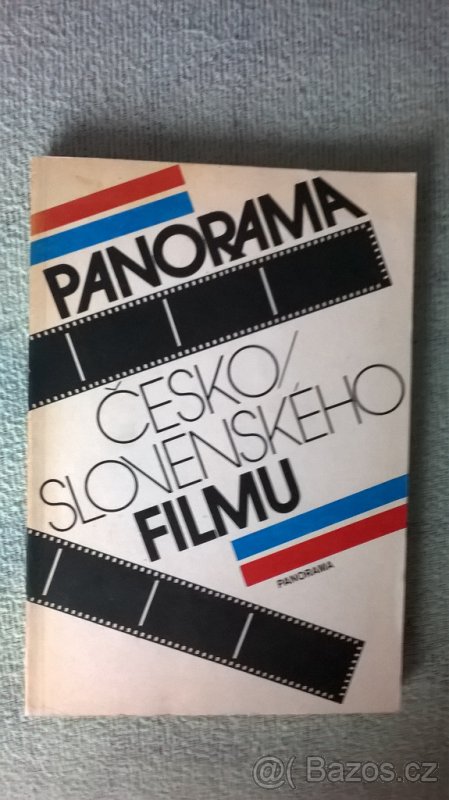 PANORAMA
ČESKO/
SLOVENSKÉHO
FILMU
PANORAMA
@Bazos.cz